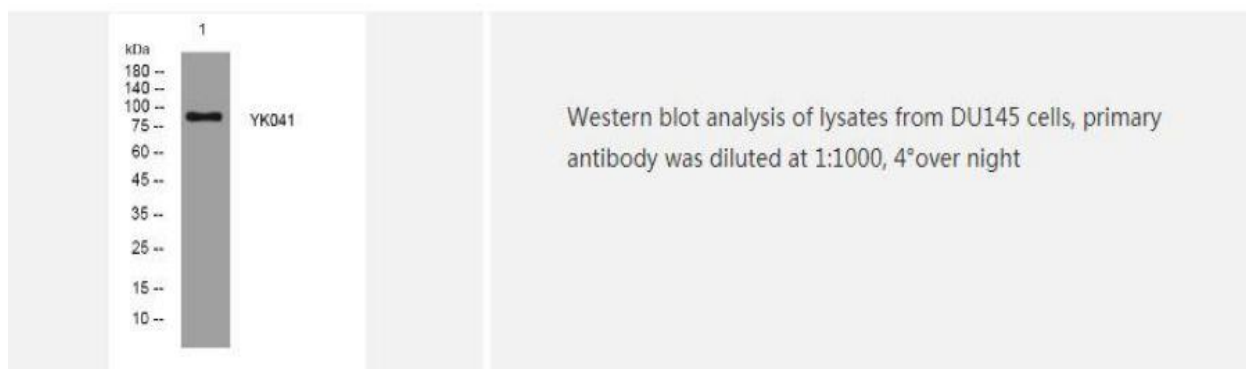 1
kDa
180 --
140 --
100 --
75 --
YK041
60 --
45 --
35 --
25 --
15 --
10 --
Western blot analysis of lysates from DU145 cells, primary
antibody was diluted at 1:1000, 4°over night